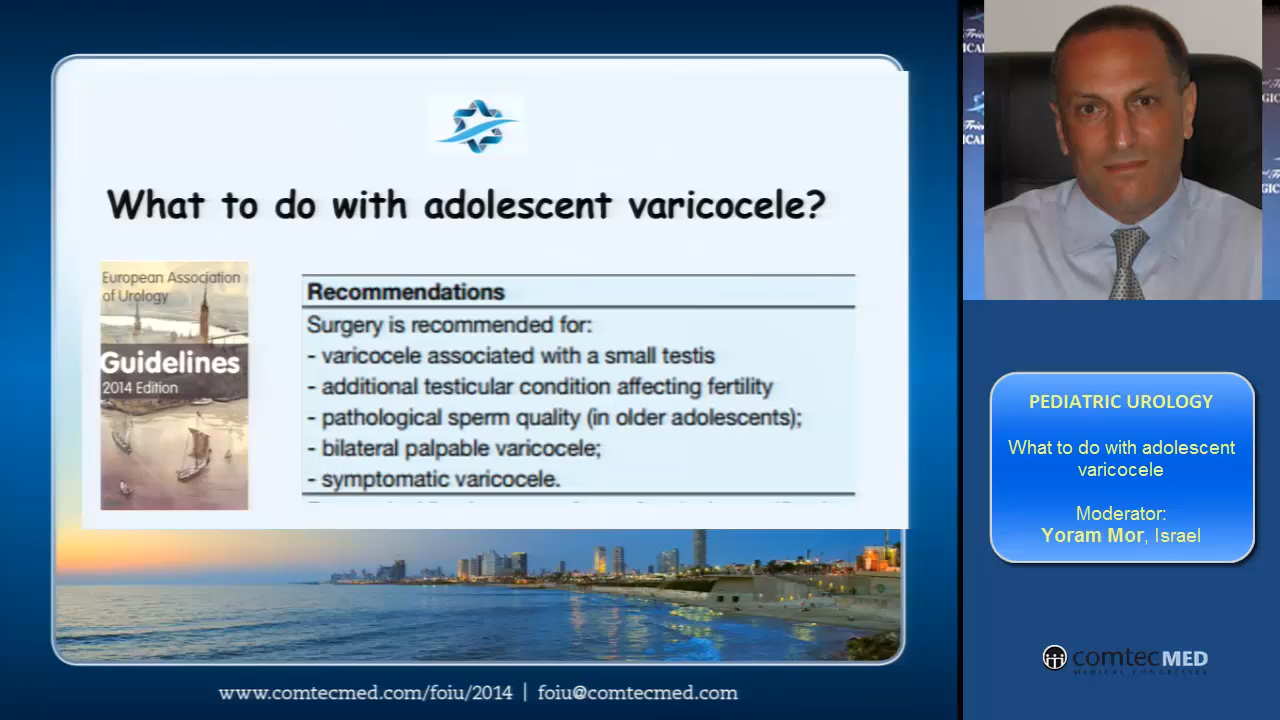 What to do with adolescent varicocele?
European Association
of Urology
Guidelines
2014 Edition
Recommendations
Surgery is recommended for:
- varicocele associated with a small testis
- additional testicular condition affecting fertility
- pathological sperm quality (in older adolescents);
- bilateral palpable varicocele;
- symptomatic varicocele.
www.comtecmed.com/foiu/2014 | foiu@comtecmed.com
PEDIATRIC UROLOGY
What to do with adolescent
varicocele
Moderator:
Yoram Mor, Israel
comtecMED
MEDICAL CONGRESSES